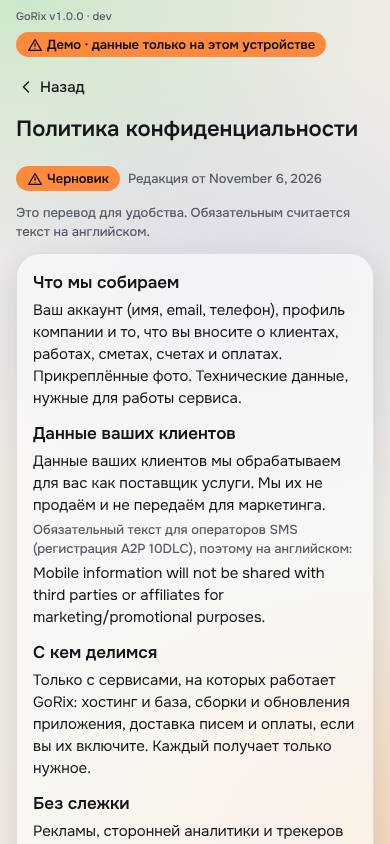 GoRix v1.0.0 · dev
Демо · данные только на этом устройстве
Назад
Политика конфиденциальности
Черновик
Редакция от November 6, 2026
Это перевод для удобства. Обязательным считается
текст на английском.
Что мы собираем
Ваш аккаунт (имя, email, телефон), профиль
компании и то, что вы вносите о клиентах,
работах, сметах, счетах и оплатах.
Прикреплённые фото. Технические данные,
нужные для работы сервиса.
Данные ваших клиентов
Данные ваших клиентов мы обрабатываем
для вас как поставщик услуги. Мы их не
продаём и не передаём для маркетинга.
Обязательный текст для операторов SMS
(регистрация A2P 10DLC), поэтому на английском:
Mobile information will not be shared with
third parties or affiliates for
marketing/promotional purposes.
С кем делимся
Только с сервисами, на которых работает
GoRix: хостинг и база, сборки и обновления
приложения, доставка писем и оплаты, если
вы их включите. Каждый получает только
нужное.
Без слежки
Рекламы, сторонней аналитики и трекеров